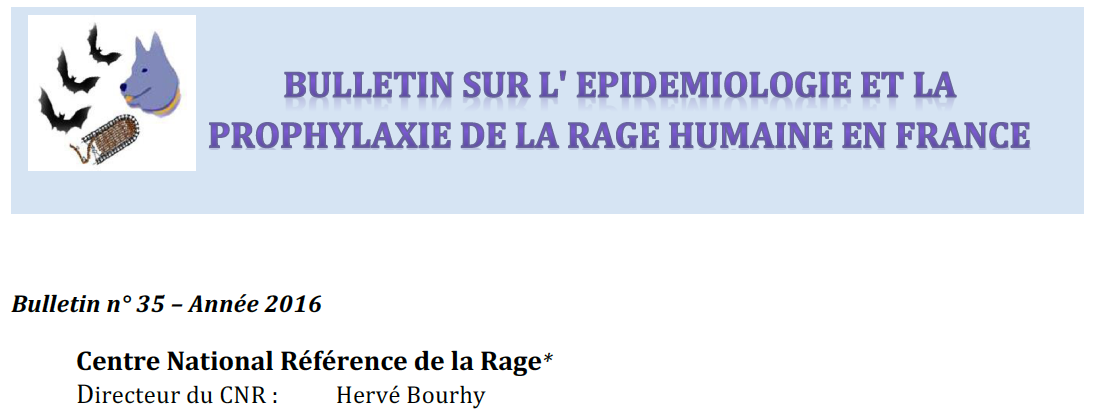 BULLETIN SUR L' EPIDEMIOLOGIE ET LA
PROPHYLAXIE DE LA RAGE HUMAINE EN FRANCE
Bulletin n° 35 – Année 2016
Centre National Référence de la Rage*
Directeur du CNR : Hervé Bourhy